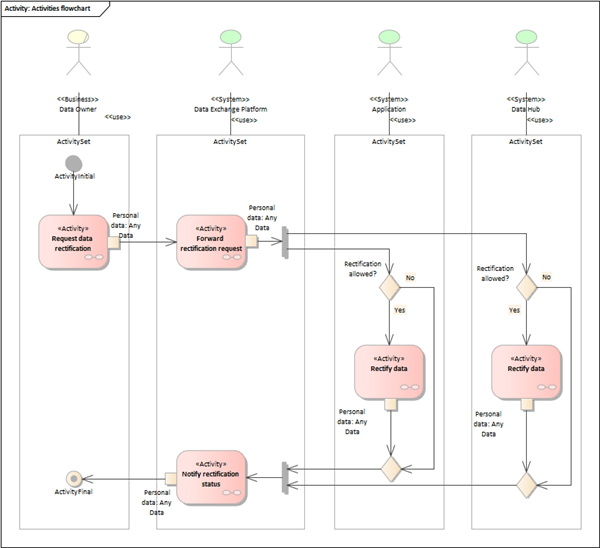 Activity: Activities flowchart
<<Business>>
Data Owner
<<use>>
<<System>>
Data Exchange Platform
<<use>>
<<System>>
Application
<<use>>
<<System>>
Data Hub
<<use>>
ActivitySet
ActivitySet
ActivitySet
ActivitySet
ActivityInitial
«Activity»
Request data
rectification
Personal
data: Any
Data
«Activity»
Forward
rectification request
Personal
data: Any
Data
Rectification
allowed?
No
Yes
Rectification
allowed?
No
Yes
«Activity»
Rectify data
Personal
data: Any
Data
«Activity»
Rectify data
Personal
data: Any
Data
«Activity»
Notify rectification
status
Personal
data: Any
Data
ActivityFinal